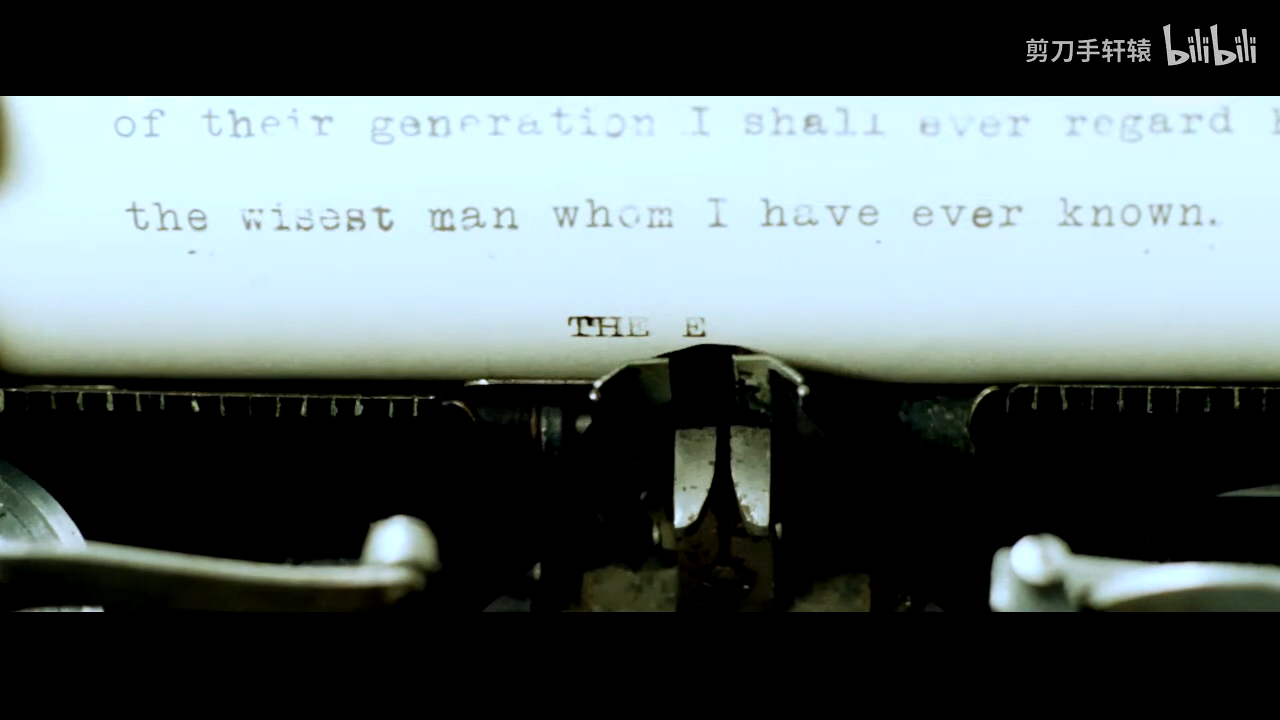 剪刀手轩辕 bilibili
of their generation I shall ever regard
the wisest man whom I have ever known.
THE E